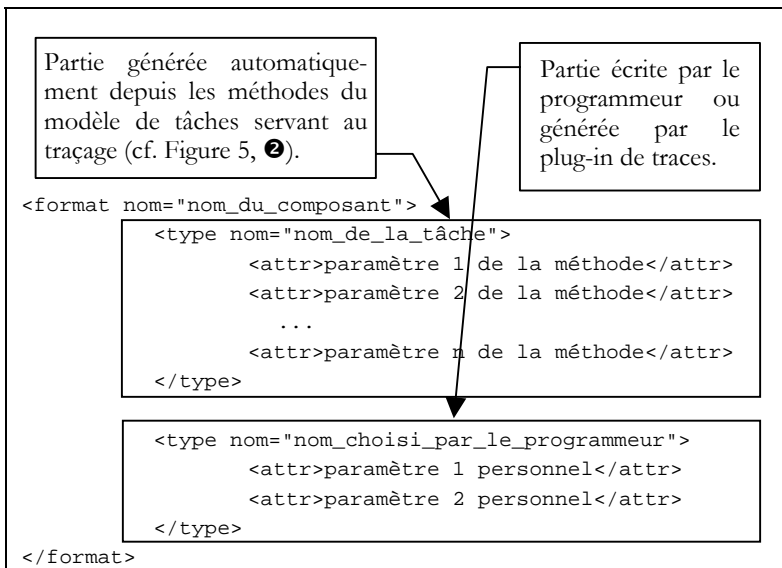 Partie générée automatique-
ment depuis les méthodes du
modèle de tâches servant au
traçage (cf. Figure 5, ❷).
Partie écrite par le
programmeur ou
générée par le
plug-in de traces.
<format nom="nom_du_composant">
<type nom="nom_de_la_tâche">
<attr>paramètre 1 de la méthode</attr>
<attr>paramètre 2 de la méthode</attr>
...
<attr>paramètre n de la méthode</attr>
</type>
<type nom="nom_choisi_par_le_programmeur">
<attr>paramètre 1 personnel</attr>
<attr>paramètre 2 personnel</attr>
</type>
</format>